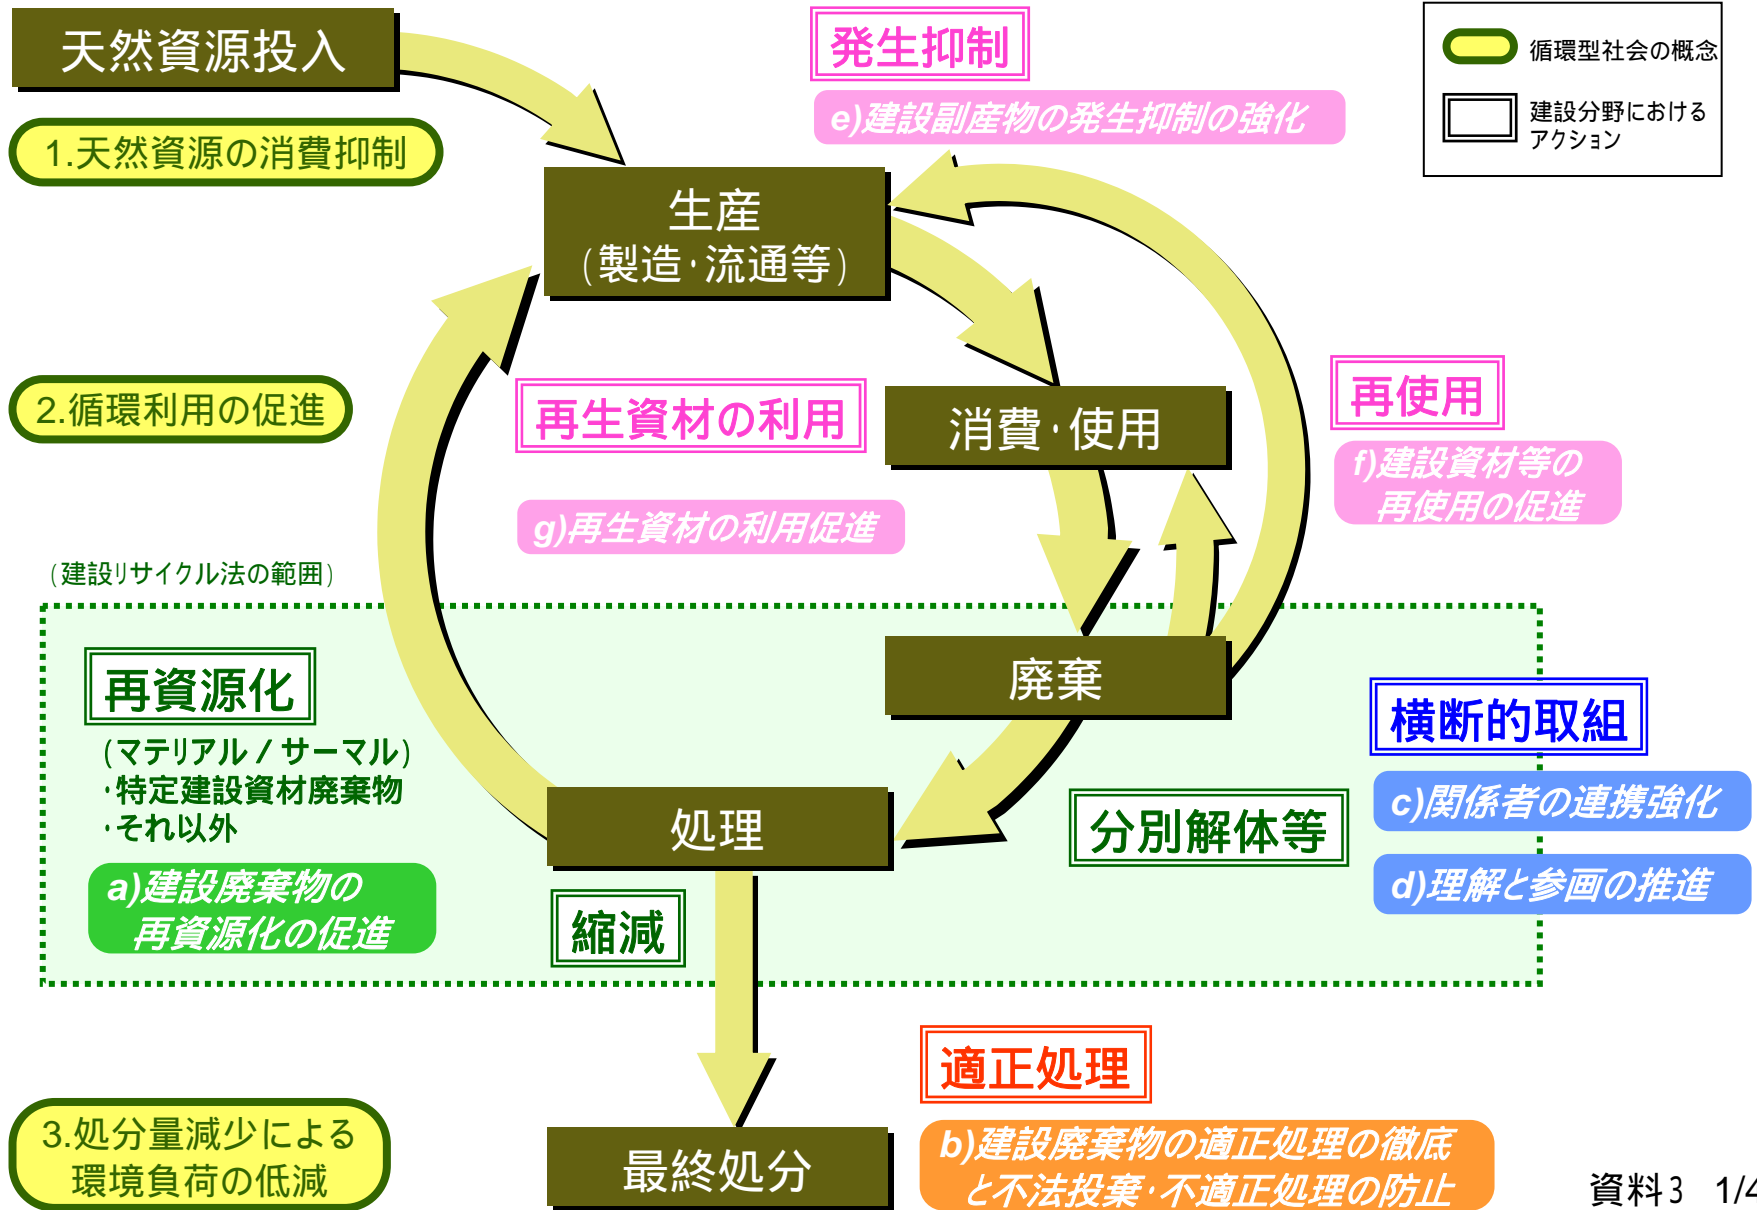 天然資源投入
発生抑制
循環型社会の概念
e)建設副産物の発生抑制の強化
建設分野における
アクション
1.天然資源の消費抑制
生産
(製造・流通等)
2.循環利用の促進
再生資材の利用
消費・使用
再使用
f)建設資材等の
再使用の促進
g)再生資材の利用促進
(建設リサイクル法の範囲)
再資源化
廃棄
横断的取組
(マテリアル / サーマル)
・特定建設資材廃棄物
・それ以外
c)関係者の連携強化
処理
分別解体等
a)建設廃棄物の
再資源化の促進
d)理解と参画の推進
縮減
適正処理
3.処分量減少による
環境負荷の低減
最終処分
b)建設廃棄物の適正処理の徹底
と不法投棄・不適正処理の防止
資料3 1/4